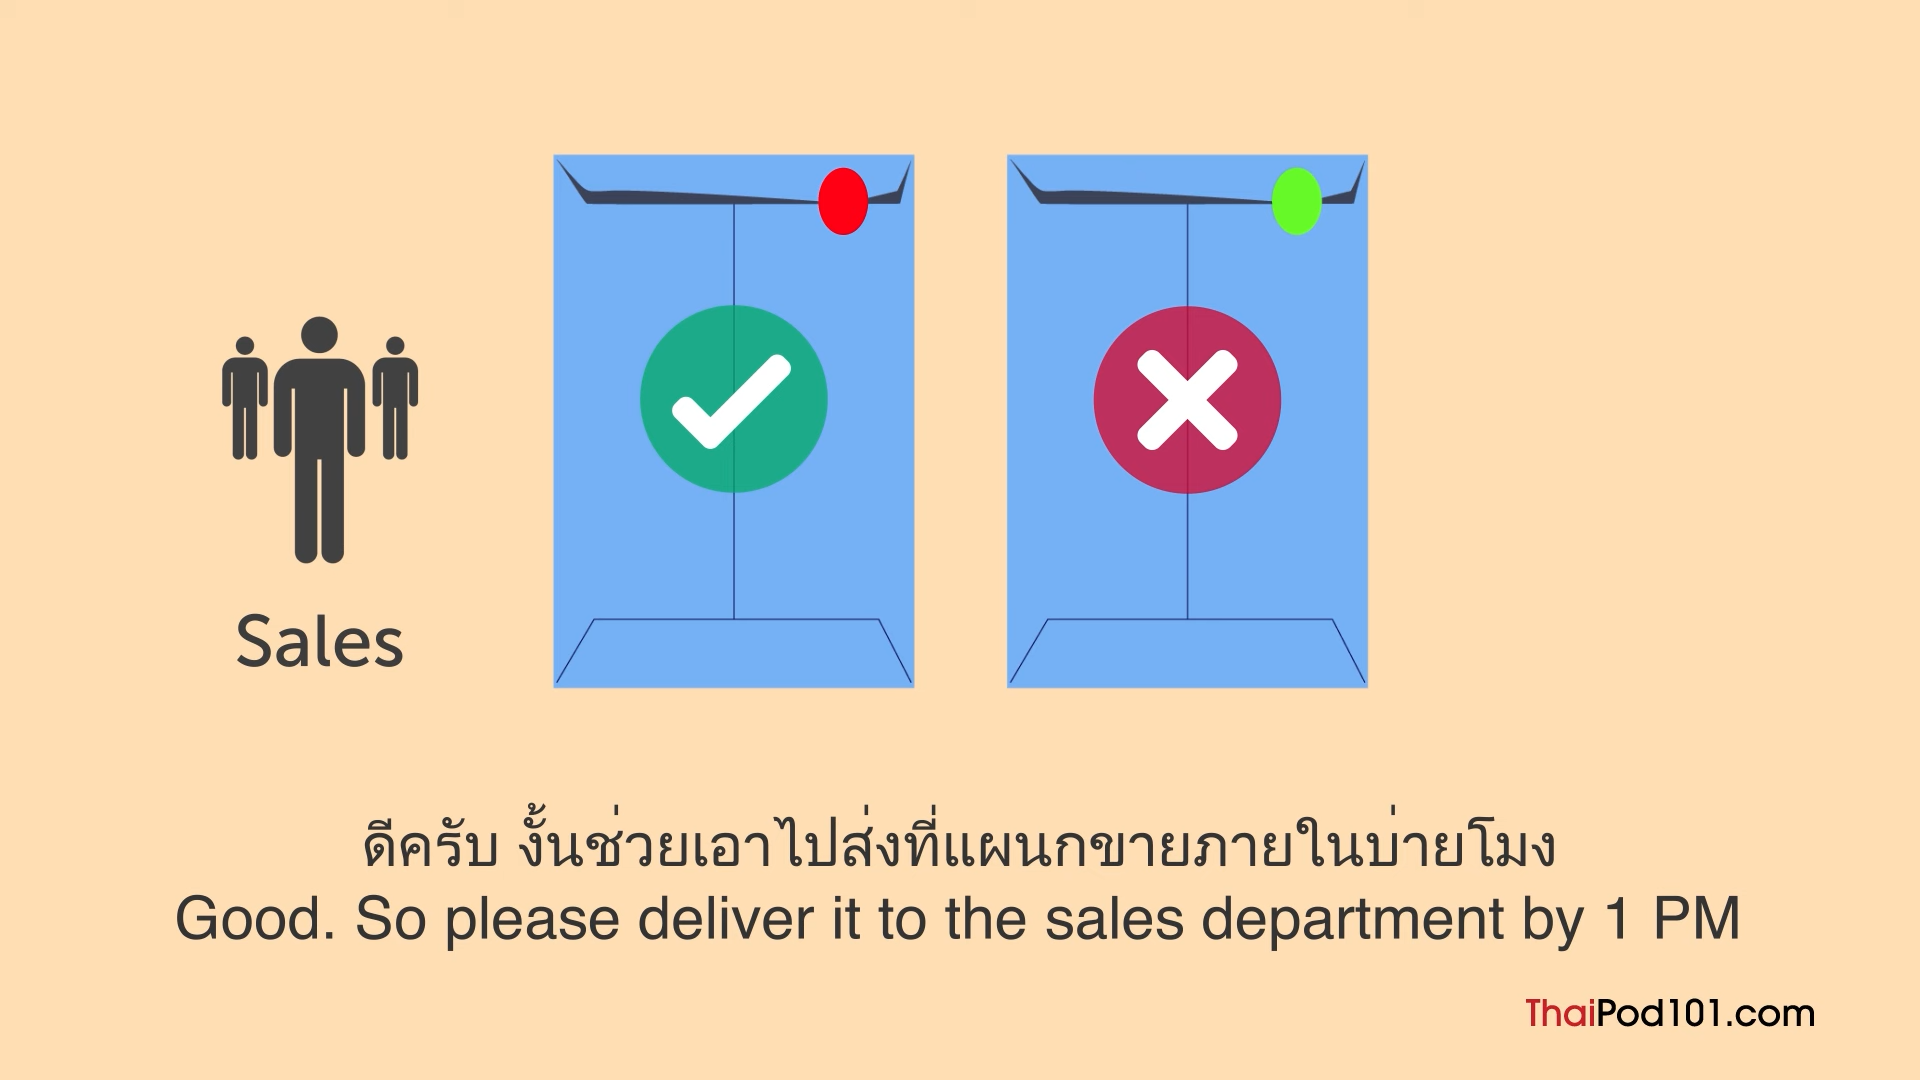 Sales
ดีครับ งั้นช่วยเอาไปส่งที่แผนกขายภายในบ่ายโมง
Good. So please deliver it to the sales department by 1 PM
ThaiPod101.com